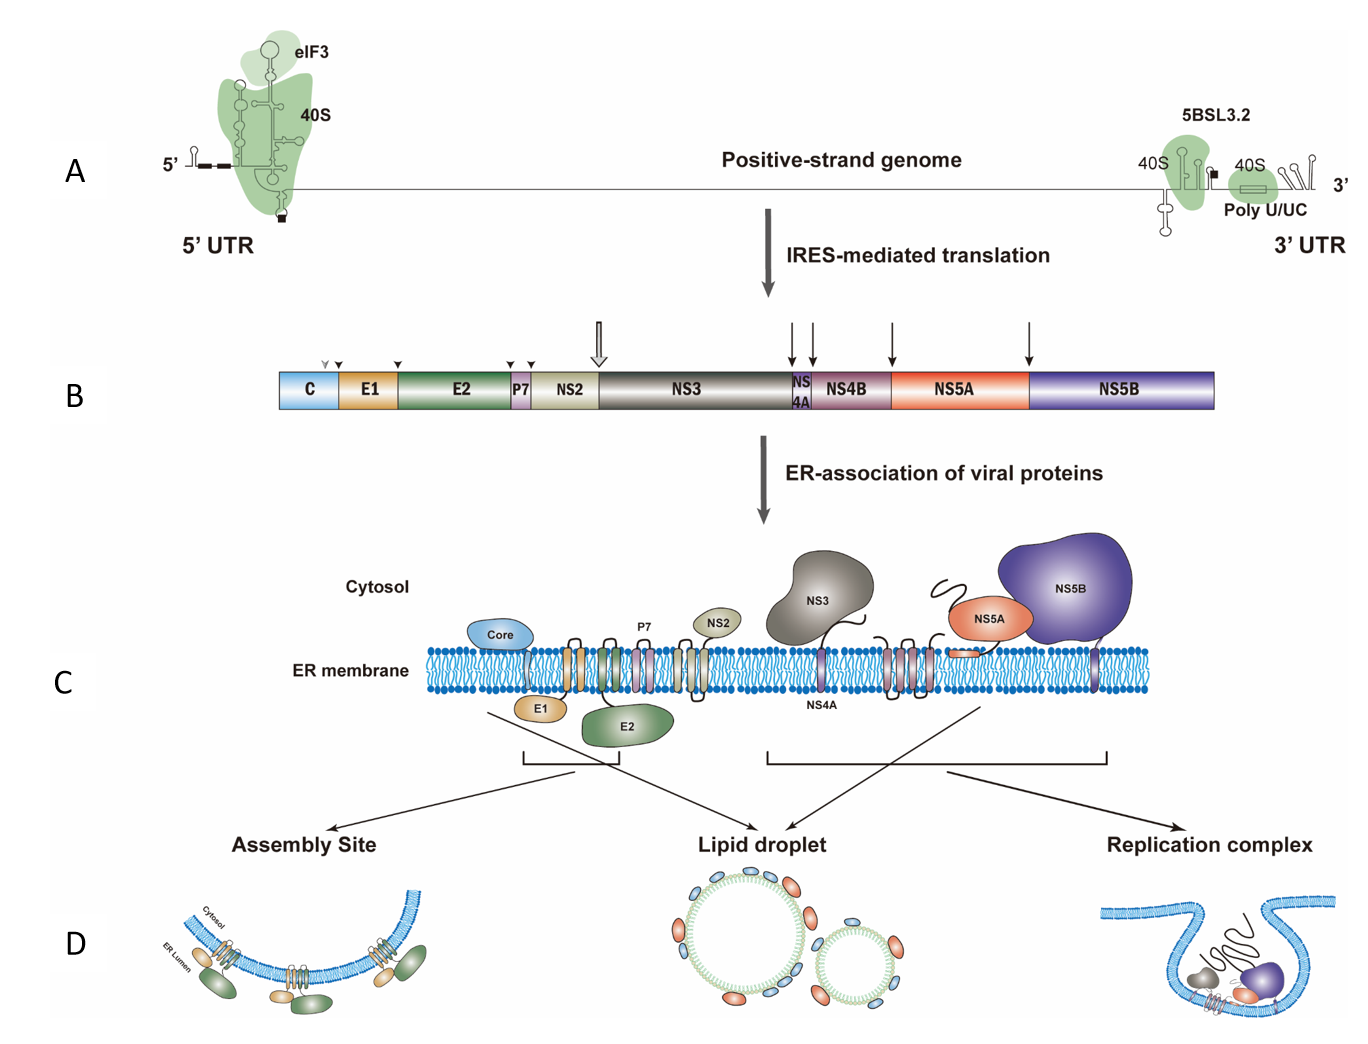 eIF3
40S
5BSL3.2
40S
40S
A
5’
Positive-strand genome
3’
Poly U/UC
5’ UTR
3’ UTR
IRES-mediated translation
B
C
E1
E2
P7
NS2
NS3
NS
4A
NS4B
NS5A
NS5B
ER-association of viral proteins
Cytosol
NS3
NS5B
Core
P7
NS2
NS5A
C
ER membrane
E1
NS4A
E2
Assembly Site
Lipid droplet
Replication complex
D
Cytosol
ER Lumen